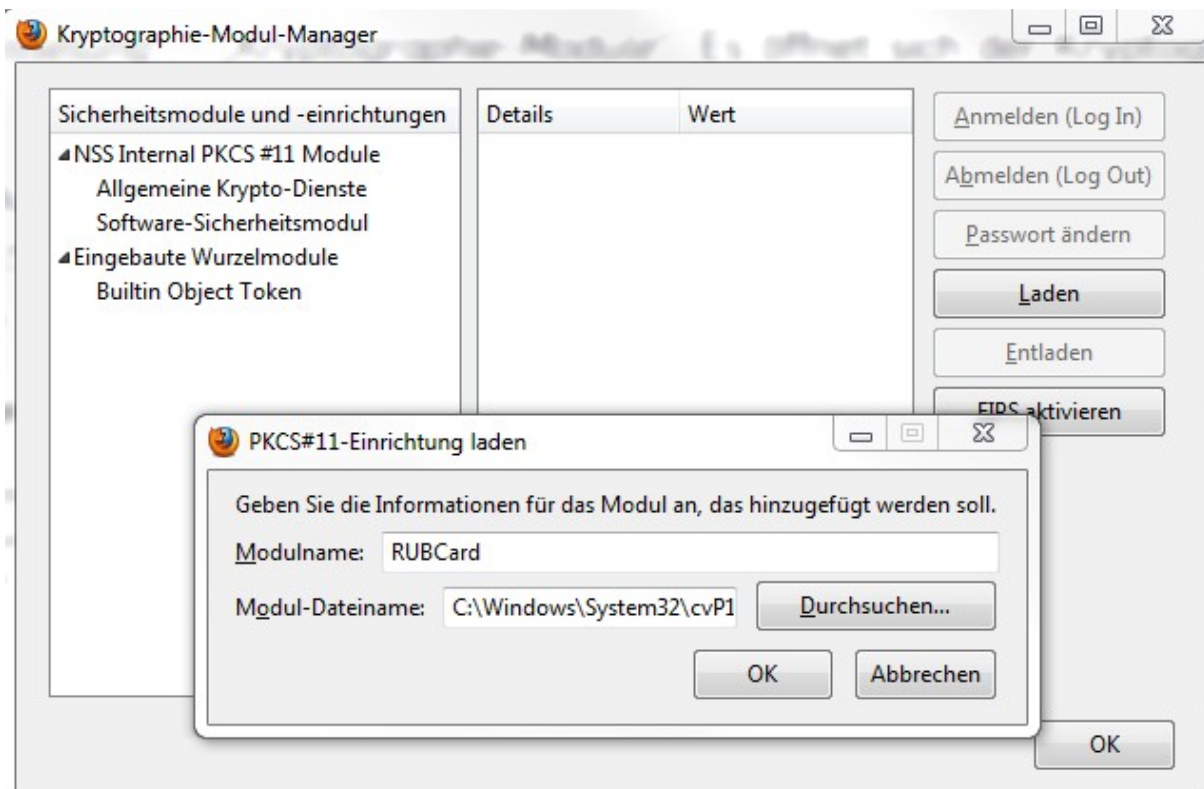 Kryptographie-Modul-Manager
Sicherheitsmodule und -einrichtungen
Details
Wert
NSS Internal PKCS #11 Module
Allgemeine Krypto-Dienste
Software-Sicherheitsmodul
Eingebaute Wurzelmodule
Builtin Object Token
Anmelden (Log In)
Abmelden (Log Out)
Passwort ändern
Laden
Entladen
FIPS aktivieren
PKCS#11-Einrichtung laden
Geben Sie die Informationen für das Modul an, das hinzugefügt werden soll.
Modulname: RUBCard
Modul-Dateiname: C:\Windows\System32\cvP1 Durchsuchen...
OK Abbrechen
OK